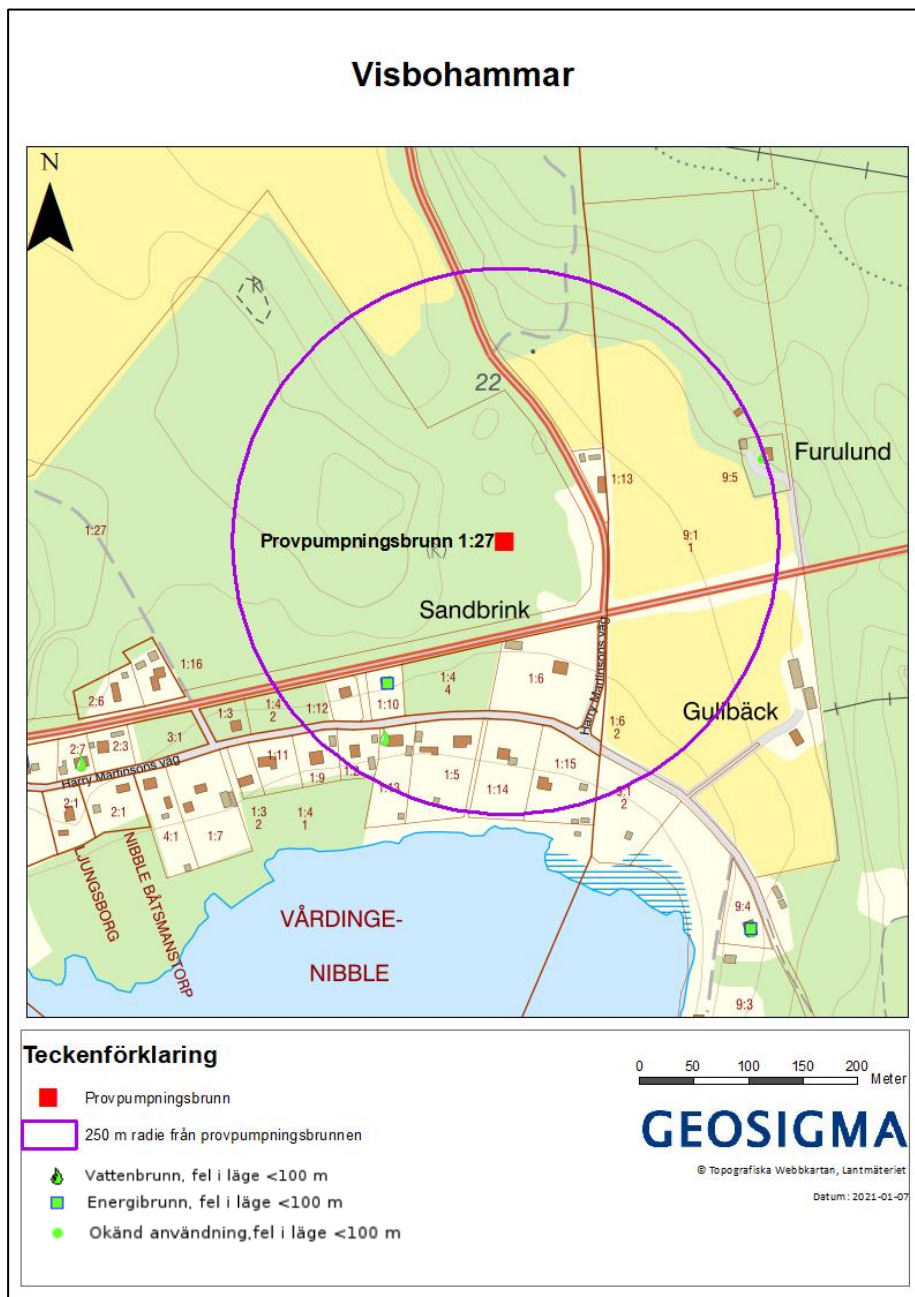 Visbohammar
N
K
22
Furulund
1:13
9:5
1:27
9:1
1
Provpumpningsbrunn 1:27
(K)
Sandbrink
1:16
1:4
4
1:6
Harry Martinsons väg
2:6
1:10
1:3
1:4
2
1:12
Gullbäck
1:6
2
2:7
2:3
3:1
Harry Martinsons väg
1:11
1:9
1:2
1:13
1:5
1:14
1:15
9:1
2
2:1
2:1
4:1
1:7
1:3
2
1:4
1
LJUNGSBORG
NIBBLE BÅTSMANSTORP
VÅRDINGE-
NIBBLE
9:4
9:3
Teckenförklaring
Provpumpningsbrunn
250 m radie från provpumpningsbrunnen
Vattenbrunn, fel i läge <100 m
Energibrunn, fel i läge <100 m
Okänd användning,fel i läge <100 m
0 50 100 150 200
Meter
GEOSIGMA
© Topografiska Webbkartan, Lantmäteriet
Datum: 2021-01-07